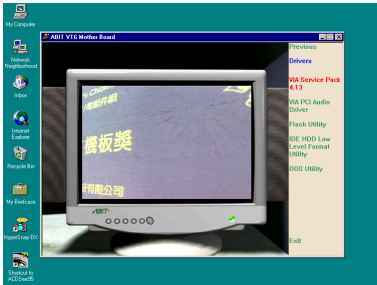 My Computer
Network
Neighborhood
Inbox
Internet
Explorer
Recycle Bin
My Briefcase
HyperSnap-DX
Shortcut to
ACDSee95
ABIT VT6 Mother Board
機板獎
有限公司
ABIT
Previous
Drivers
VIA Service Pack
4.13
VIA PCI Audio
Driver
Flash Utility
IDE HDD Low
Level Format
Utility
DOS Utility
Exit